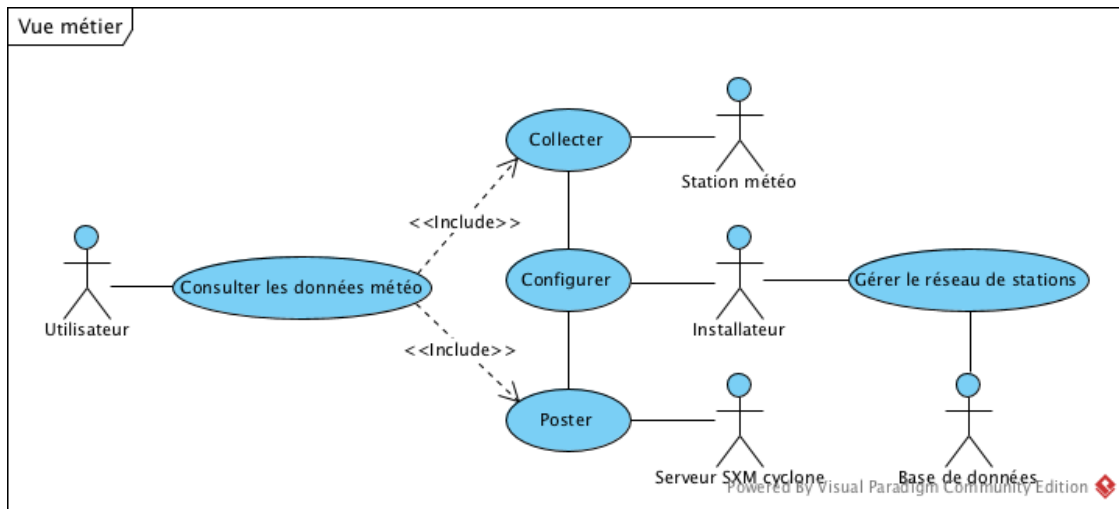 Vue métier
Collecter
Station météo
<<Include>>
Consulter les données météo
Utilisateur
Configurer
Installateur
Gérer le réseau de stations
<<Include>>
Poster
Serveur SXM cyclone
Base de données
Powered By Visual Paradigm Community Edition